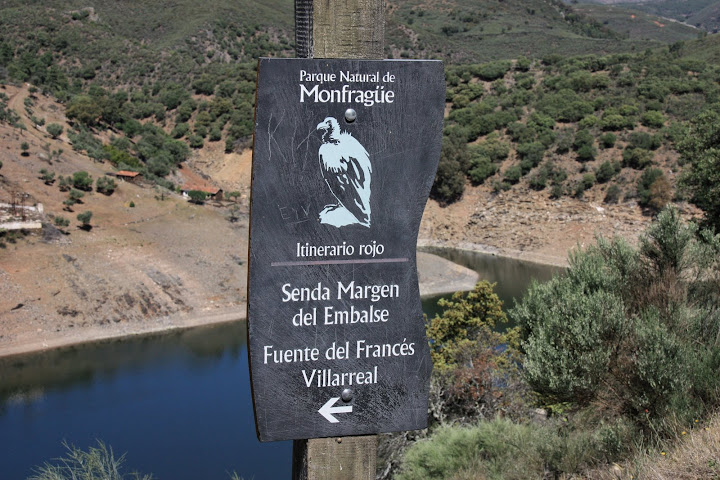 Parque Natural de
Monfragüe
Itinerario rojo
Senda Margen
del Embalse
Fuente del Francés
Villarreal